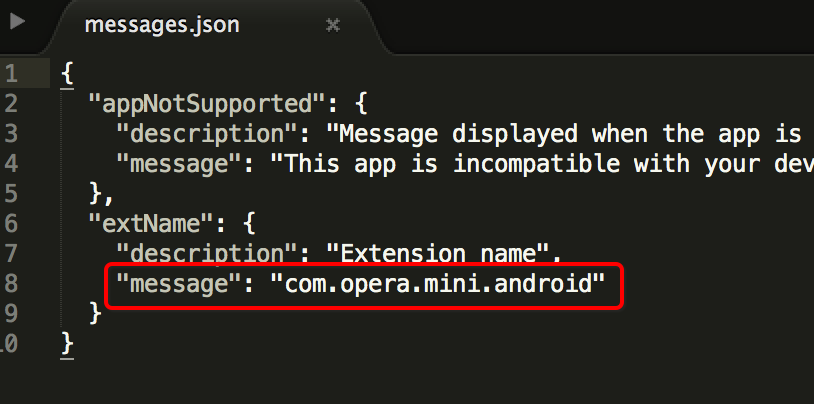 messages.json
1 {
2 "appNotSupported": {
3 "description": "Message displayed when the app is
4 "message": "This app is incompatible with your dev
5 },
6 "extName": {
7 "description": "Extension name",
8 "message": "com.opera.mini.android"
9 }
10 }